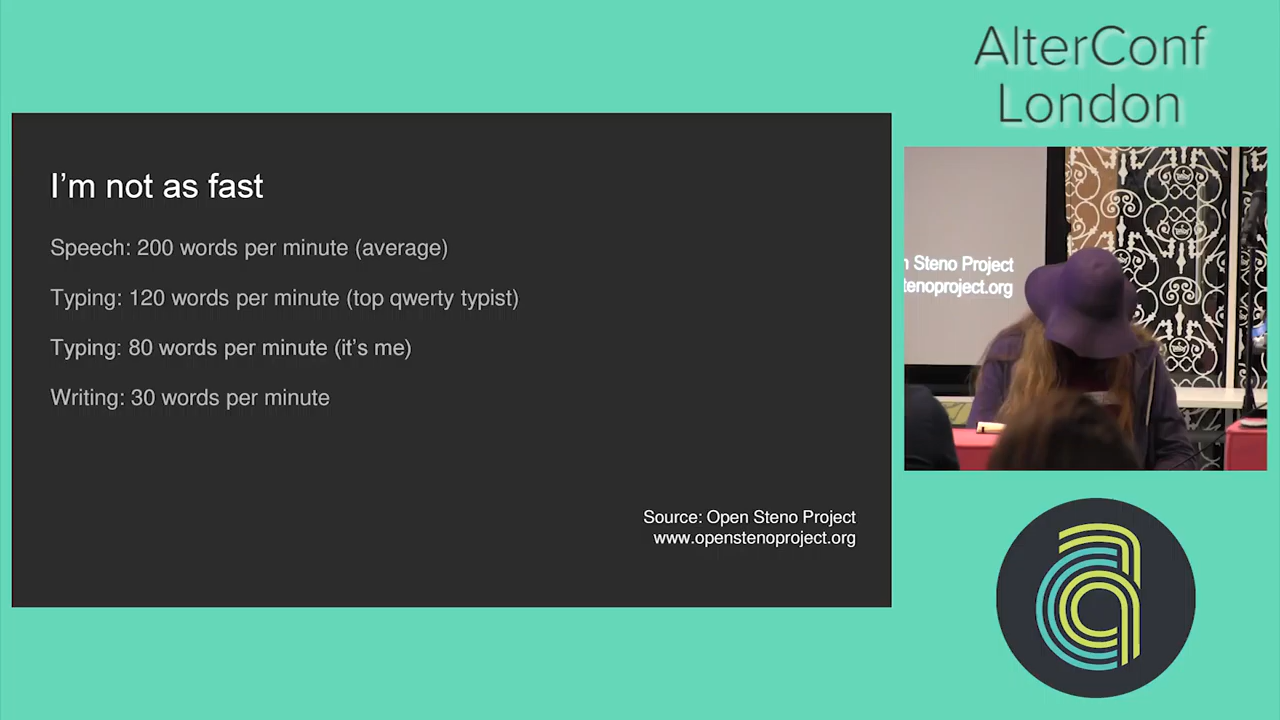 AlterConf
London
I'm not as fast
Speech: 200 words per minute (average)
Typing: 120 words per minute (top qwerty typist)
Typing: 80 words per minute (it's me)
Writing: 30 words per minute
Source: Open Steno Project
www.openstenoproject.org
n Steno Project
stenoproject.org